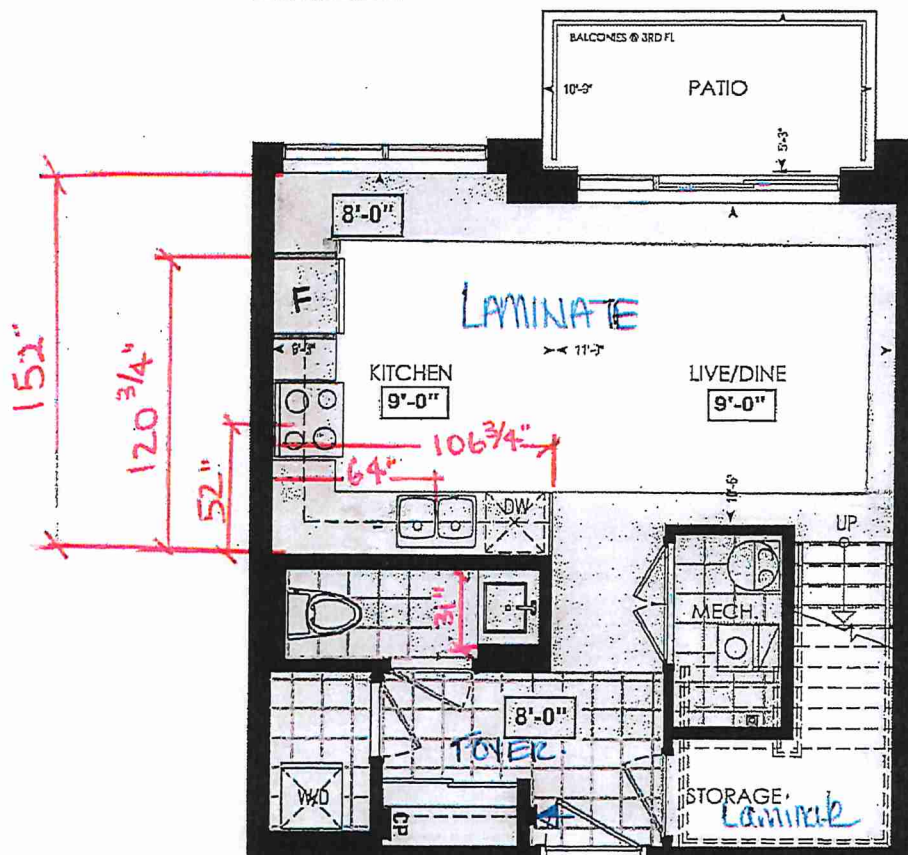 BALCONIES @ 3RD FL
10'-9"
PATIO
5'-3"
8'-0"
152"
120 3/4"
F
LAMINATE
11'-3"
KITCHEN
9'-0"
LIVE/DINE
9'-0"
52"
106 3/4"
64"
DW
UP
31"
MECH.
8'-0"
FOYER.
W/D
CP
STORAGE
Laminate